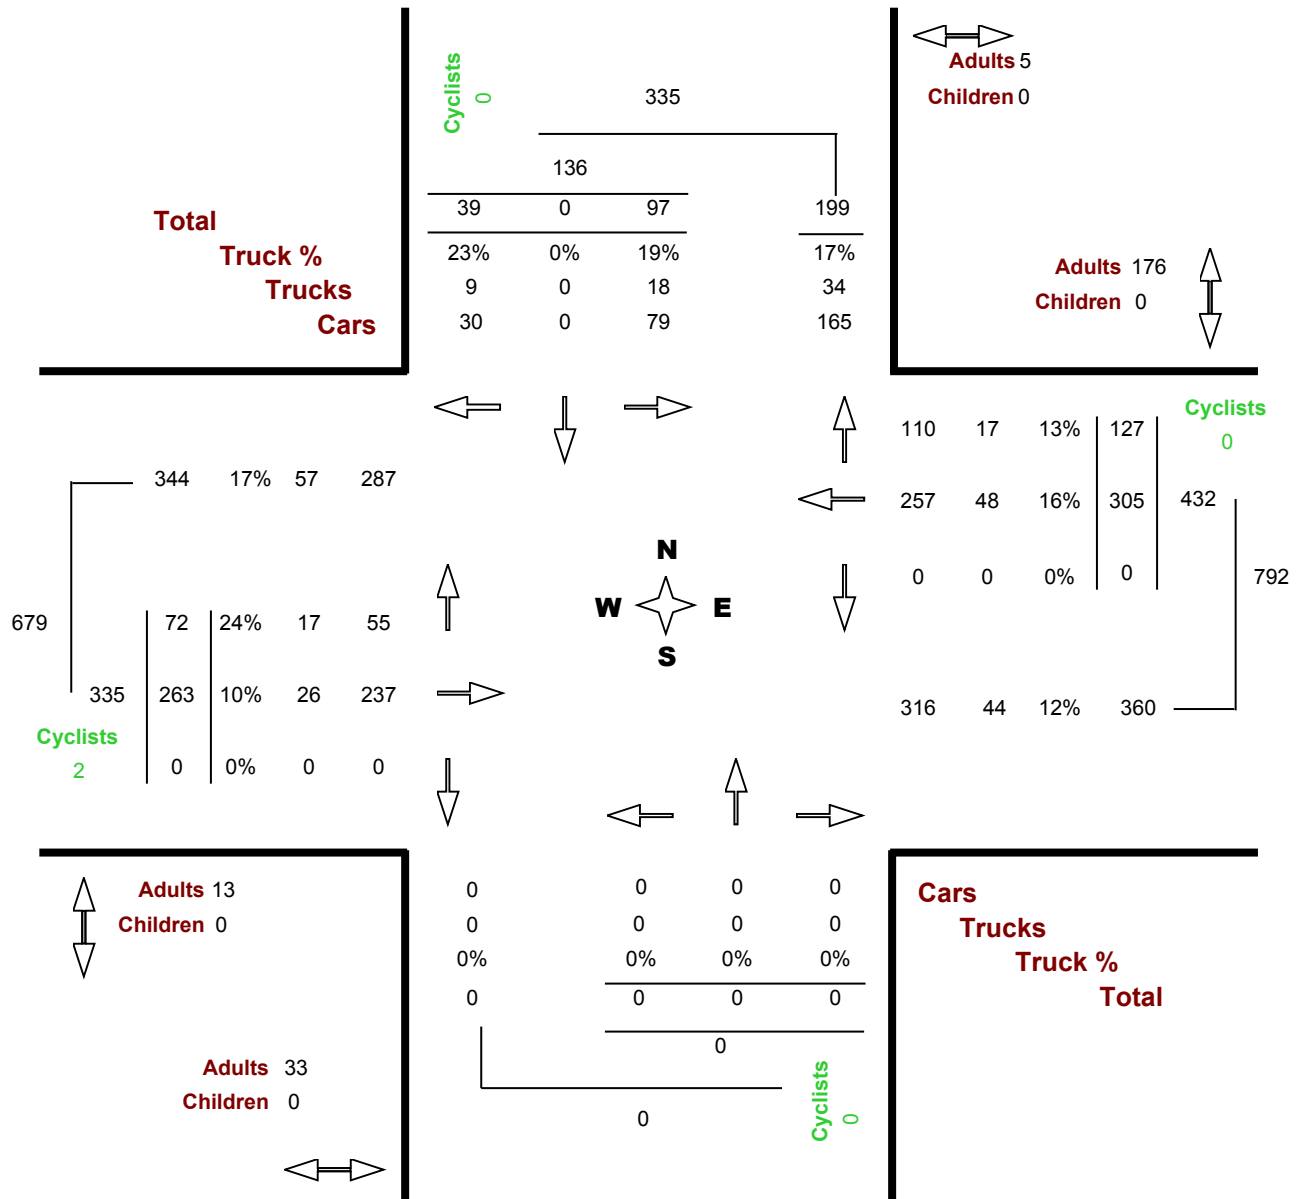 Adults 5
Children 0
Cyclists
0
335
136
39 0 97 199
Total
23% 0% 19% 17%
Truck %
9 0 18 34
Trucks
30 0 79 165
Cars
Adults 176
Children 0
Cyclists
0
110 17 13% 127
344 17% 57 287
257 48 16% 305 432
N
0 0 0% 0 792
W E
S
679 72 24% 17 55
335 263 10% 26 237
316 44 12% 360
Cyclists
2
0 0% 0 0
Adults 13
Children 0
0 0 0 0
0 0 0 0
0% 0% 0% 0%
0 0 0 0
0
Cars
Trucks
Truck %
Total
Adults 33
Children 0
0
Cyclists
0